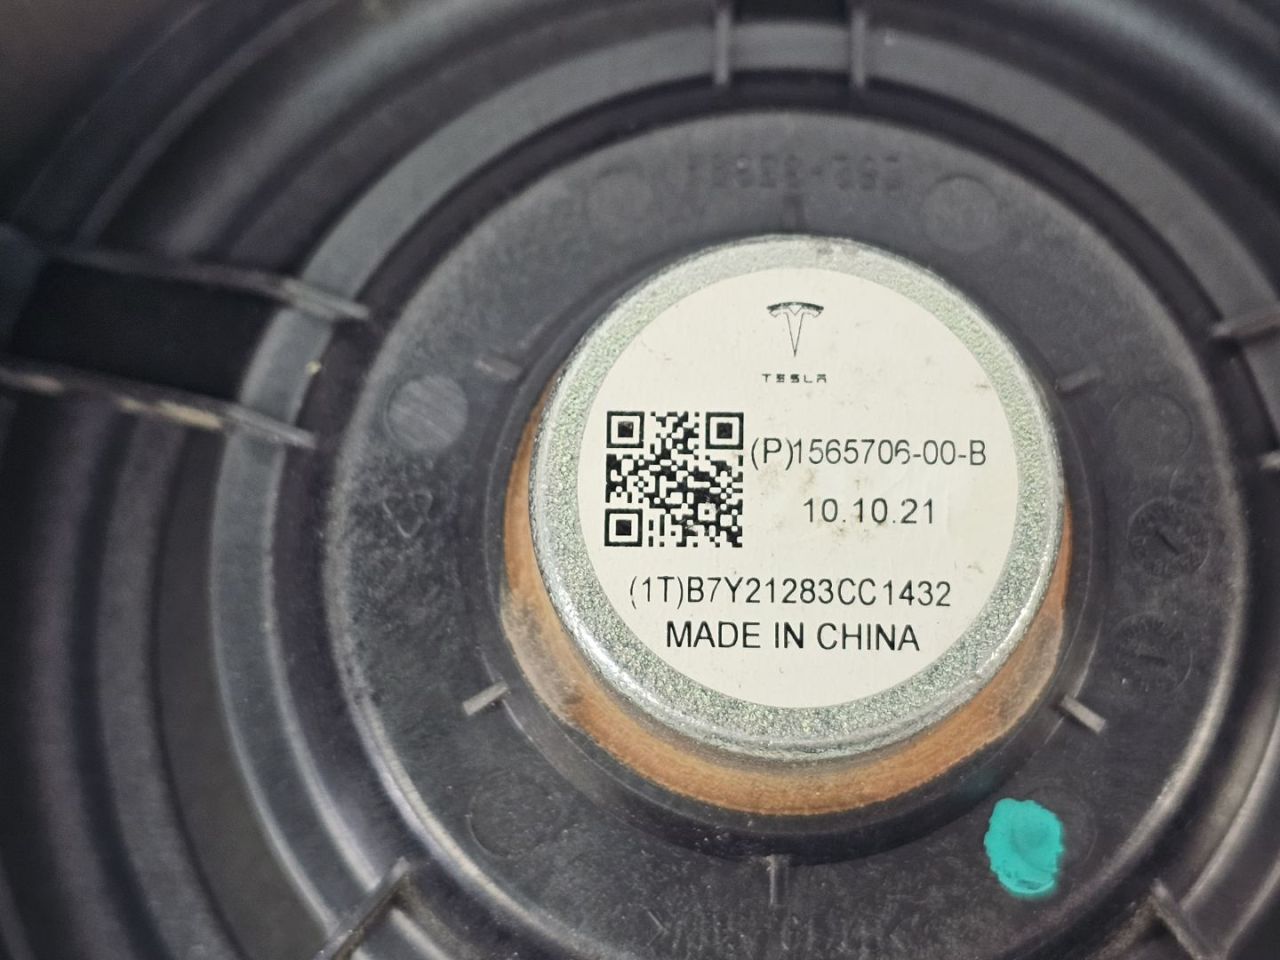 TESLA
(P)1565706-00-B
10.10.21
(1T)B7Y21283CC1432
MADE IN CHINA